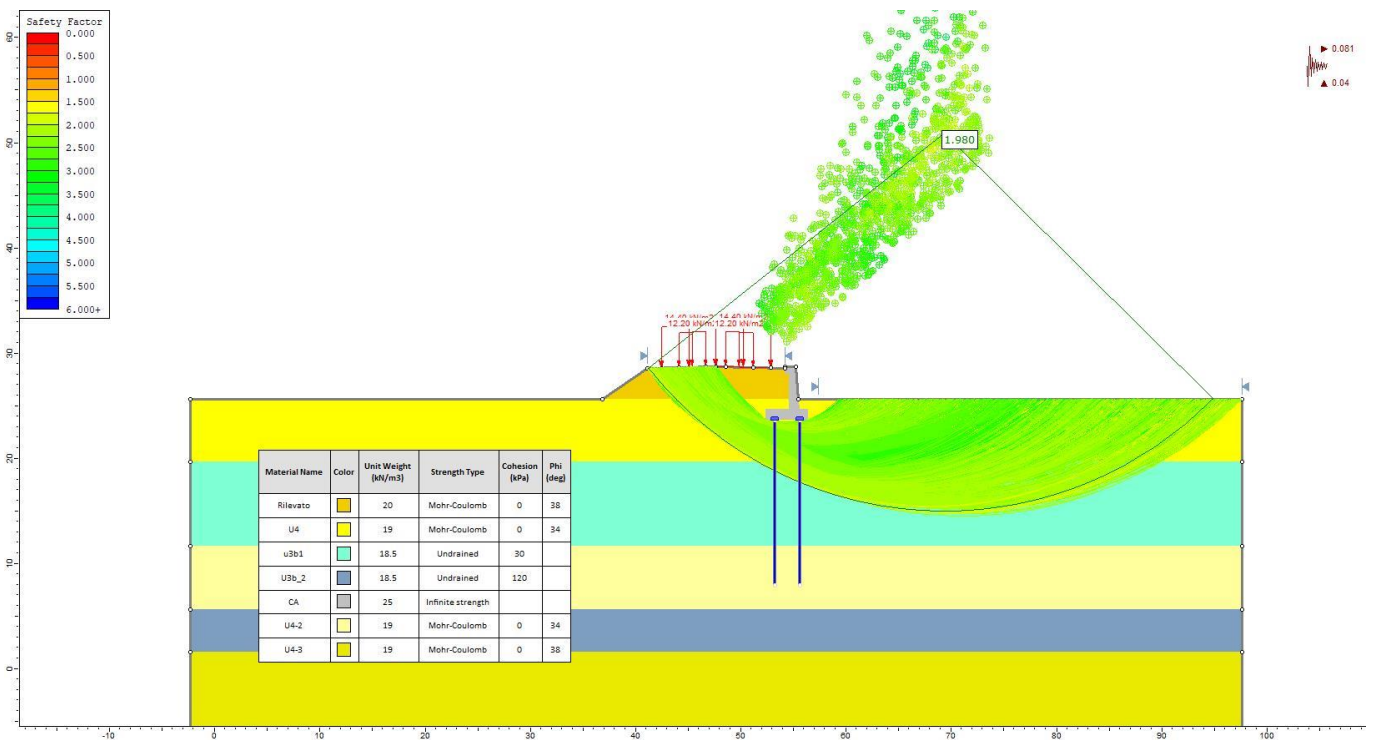 Safety Factor
0.000
0.500
1.000
1.500
2.000
2.500
3.000
3.500
4.000
4.500
5.000
5.500
6.000+
0.081
0.04
1.980
12.20 kN/m 12.20 kN/m
Material Name Color Unit Weight (kN/m3) Strength Type Cohesion (kPa) Phi (deg)
Rilevato 20 Mohr-Coulomb 0 38
U4 19 Mohr-Coulomb 0 34
u3b1 18.5 Undrained 30
U3b_2 18.5 Undrained 120
CA 25 Infinite strength
U4-2 19 Mohr-Coulomb 0 34
U4-3 19 Mohr-Coulomb 0 38
60
50
40
30
20
10
0
-10 0 10 20 30 40 50 60 70 80 90 100